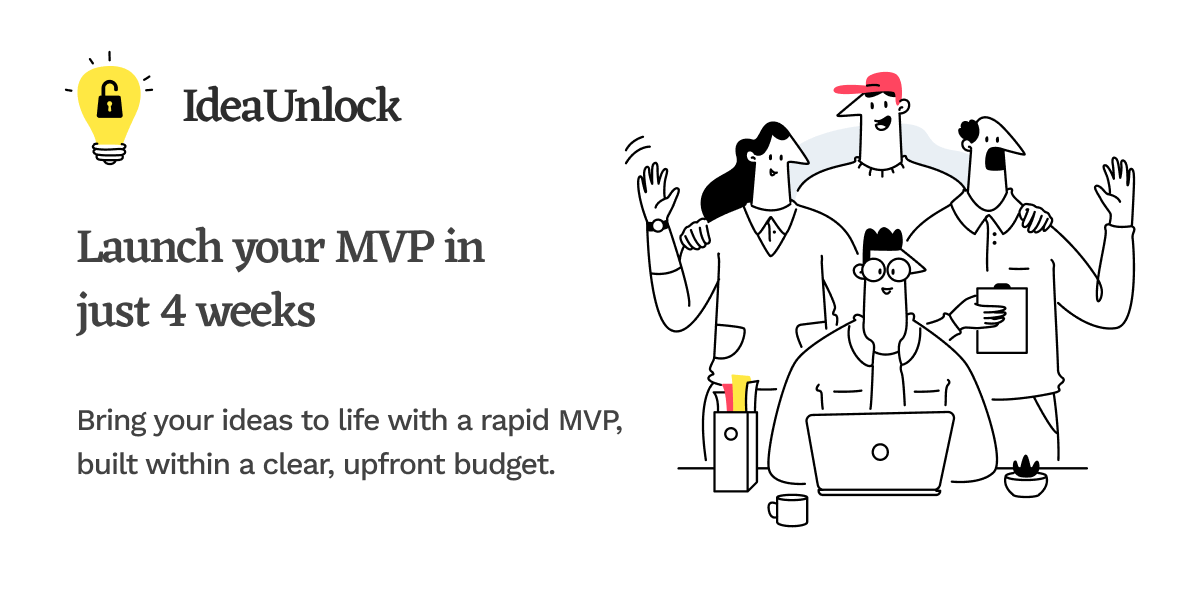 IdeaUnlock
Launch your MVP in
just 4 weeks
Bring your ideas to life with a rapid MVP,
built within a clear, upfront budget.